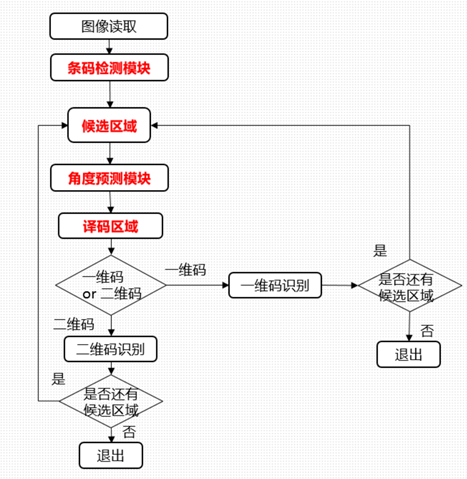 图像读取
条码检测模块
候选区域
角度预测模块
译码区域
一维码
or 二维码
一维码
一维码识别
是
是否还有
候选区域
否
退出
二维码
二维码识别
是
是否还有
候选区域
否
退出